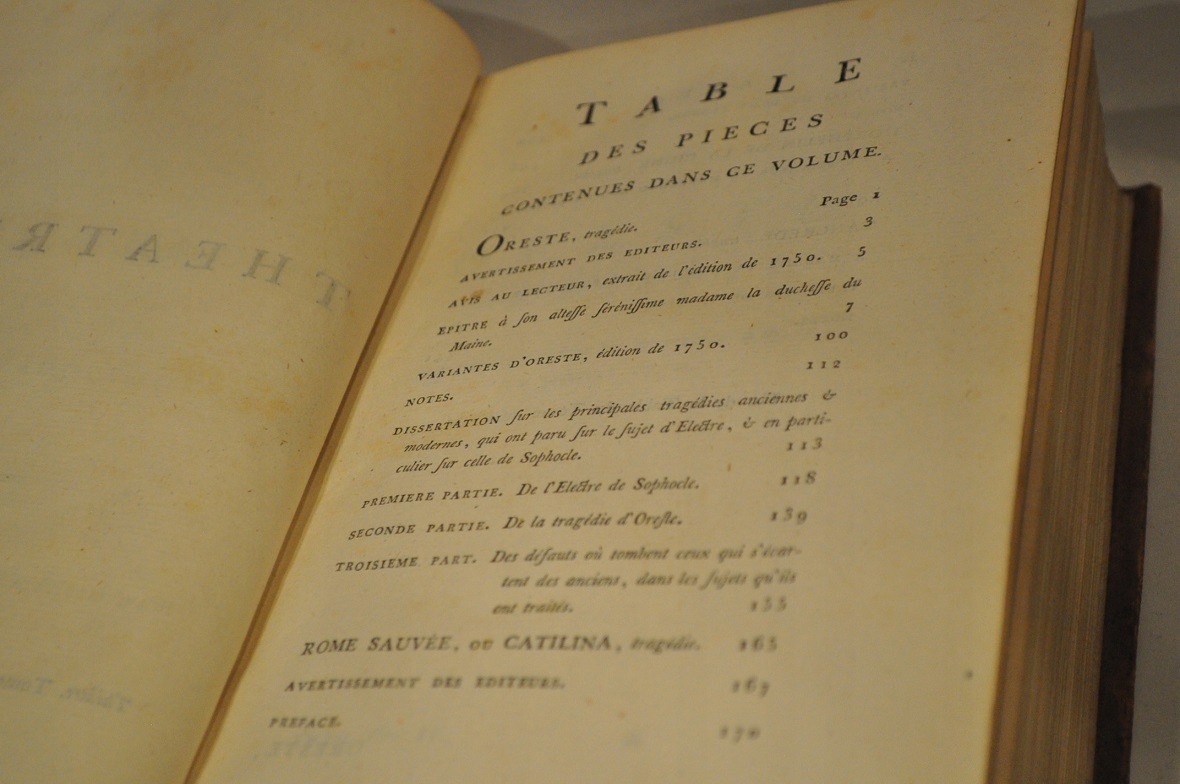 TABLE
DES PIECES
CONTENUES DANS CE VOLUME.
ORESTE, tragédie. Page 1
AVERTISSEMENT DES EDITEURS. 3
AVIS AU LECTEUR, extrait de l'édition de 1750. 5
EPITRE à ſon alteſſe ſéréniſſime madame la ducheſſe du
Maine. 7
VARIANTES D'ORESTE, édition de 1750. 100
NOTES. 112
DISSERTATION ſur les principales tragédies anciennes &
modernes, qui ont paru ſur le ſujet d'Electre, & en parti-
culier ſur celle de Sophocle. 113
PREMIERE PARTIE. De l'Electre de Sophocle. 118
SECONDE PARTIE. De la tragédie d'Oreſte. 139
TROISIEME PART. Des défauts où tombent ceux qui s'écar-
tent des anciens, dans les ſujets qu'ils
ont traités. 155
ROME SAUVÉE, OU CATILINA, tragédie. 165
AVERTISSEMENT DES EDITEURS.
PREFACE. 170